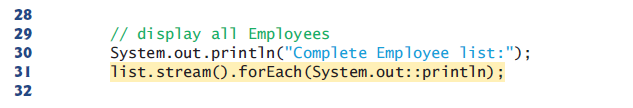 28
29 // display all Employees
30 System.out.println("Complete Employee list:");
31 list.stream().forEach(System.out::println);
32